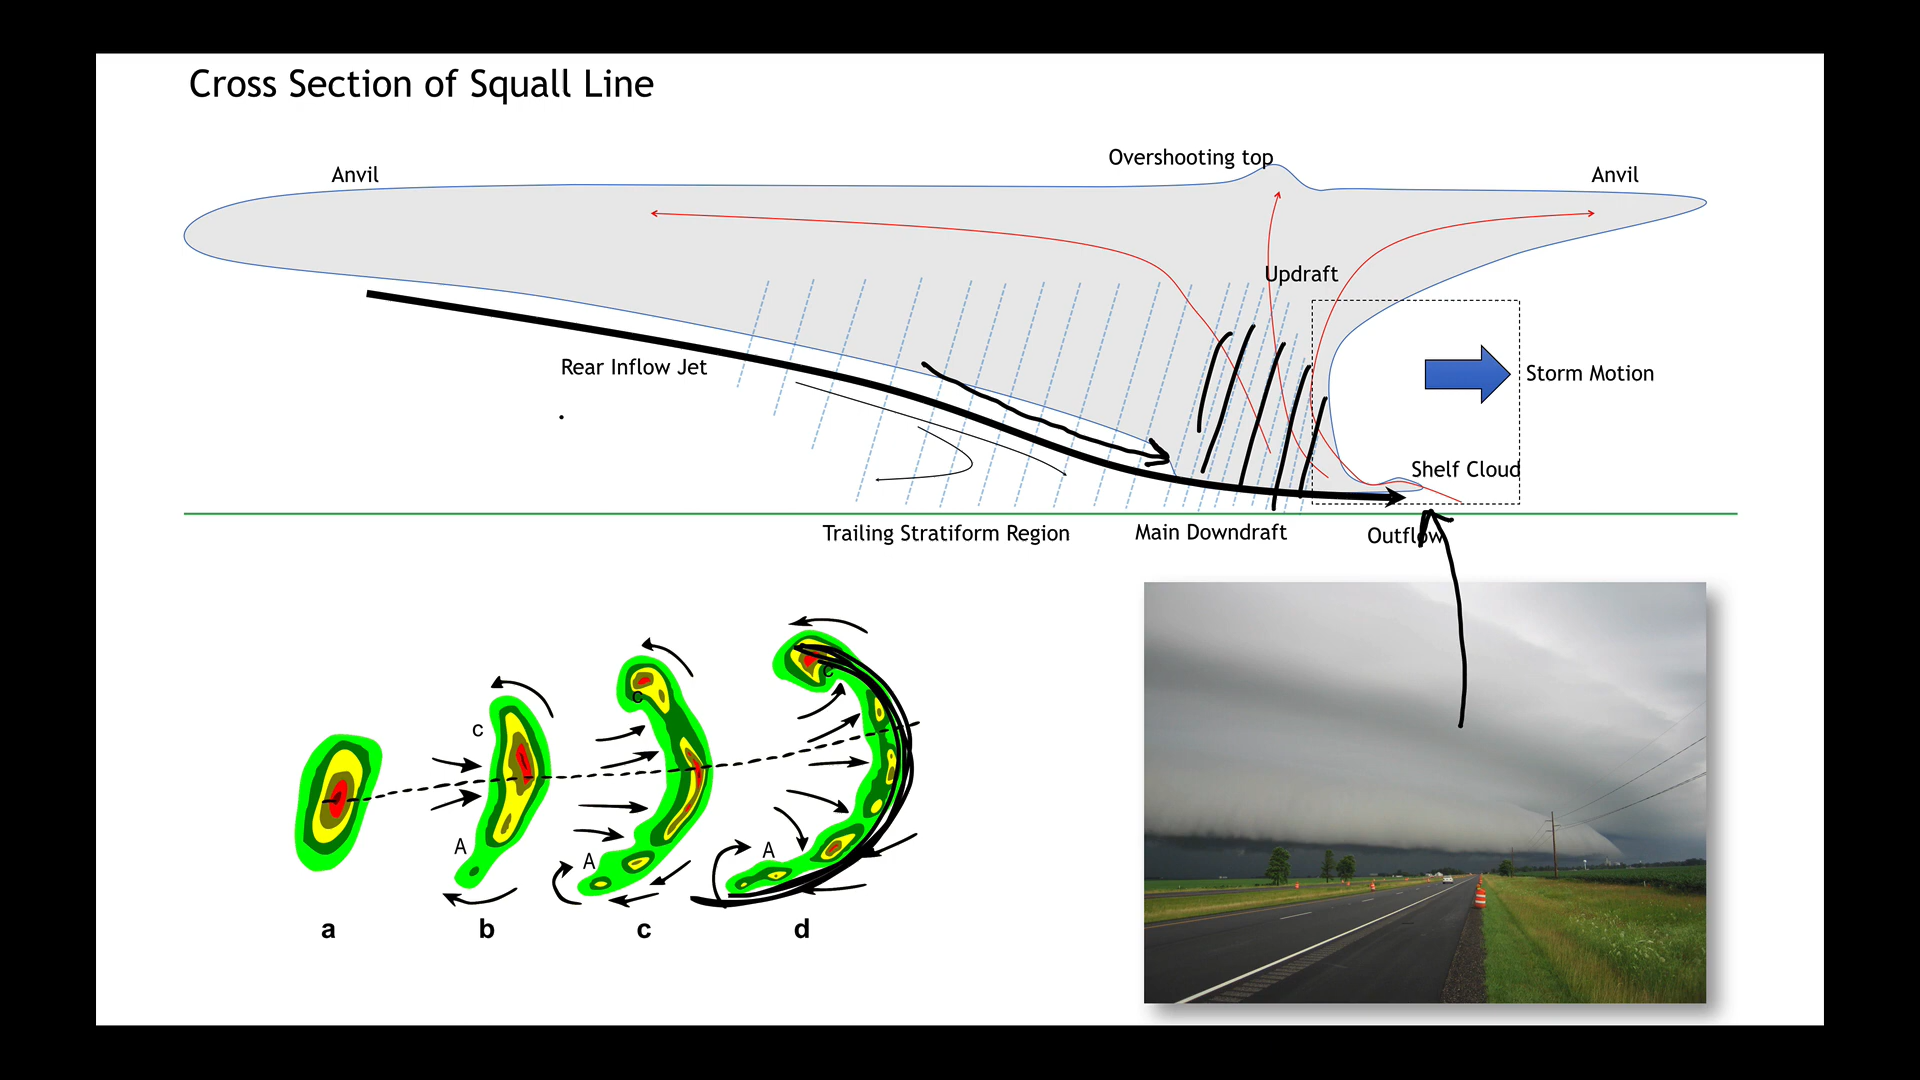 Cross Section of Squall Line
Overshooting top
Anvil
Anvil
Updraft
Rear Inflow Jet
Storm Motion
Shelf Cloud
Trailing Stratiform Region
Main Downdraft
Outflow
C
C
C
A
A
A
a
b
c
d